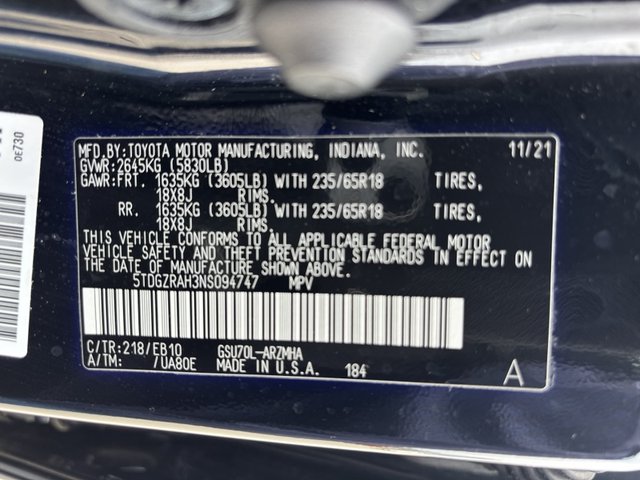 MFD.BY:TOYOTA MOTOR MANUFACTURING, INDIANA, INC. 11/21
GVWR:2645KG (5830LB)
GAWR:FRT. 1635KG (3605LB) WITH 235/65R18 TIRES,
18X8J RIMS.
RR. 1635KG (3605LB) WITH 235/65R18 TIRES,
18X8J RIMS.
THIS VEHICLE CONFORMS TO ALL APPLICABLE FEDERAL MOTOR
VEHICLE SAFETY AND THEFT PREVENTION STANDARDS IN EFFECT ON
THE DATE OF MANUFACTURE SHOWN ABOVE.
5TDGZRAH3NS094747 MPV
C/TR:218/EB10 GSU70L-ARZMHA
A/TM: /UA80E MADE IN U.S.A. 184
A
0E730